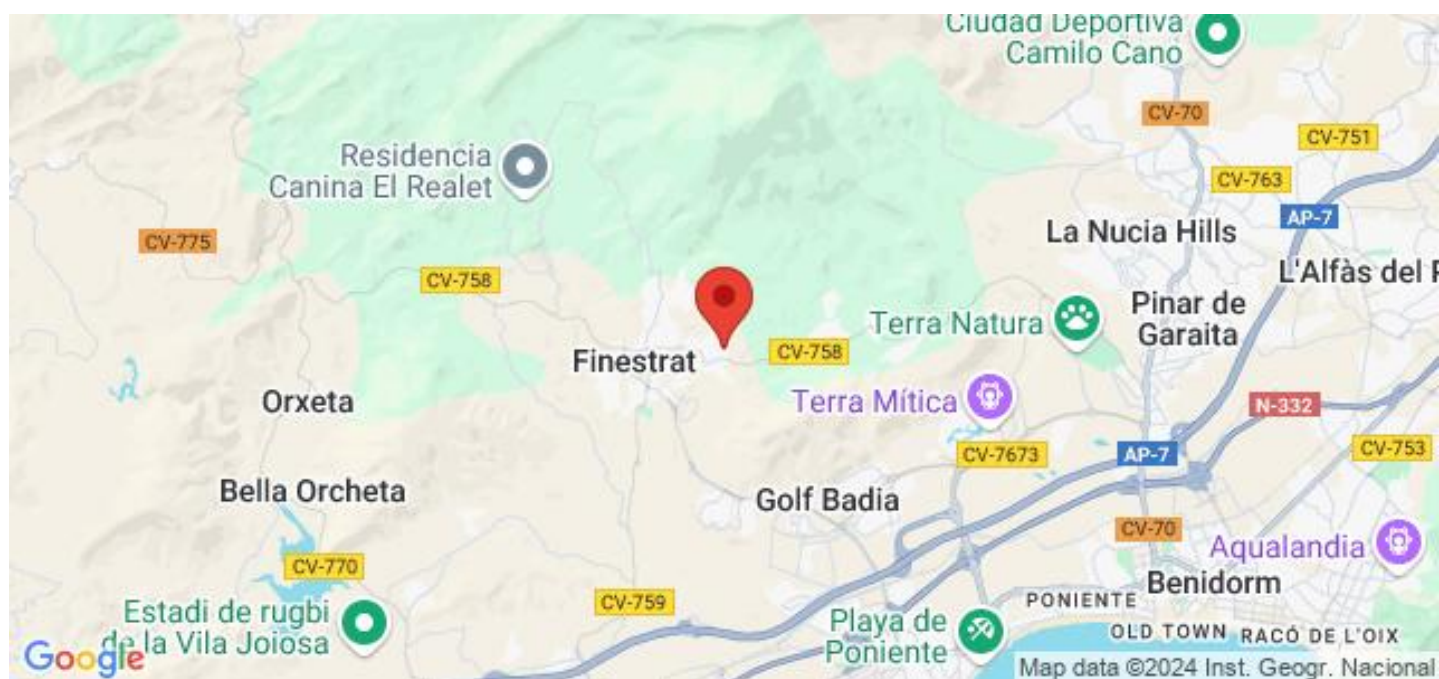 Ciudad Deportiva
Camilo Cano
CV-70
CV-751
Residencia
Canina El Realet
CV-763
AP-7
La Nucia Hills
CV-775
L'Alfàs del P
CV-758
Pinar de
Garaita
Terra Natura
Finestrat
CV-758
Orxeta
Terra Mítica
N-332
CV-7673
AP-7
CV-753
Bella Orcheta
Golf Badia
CV-70
Aqualandia
CV-770
Benidorm
CV-759
PONIENTE
Estadi de rugbi
de la Vila Joiosa
Playa de
Poniente
OLD TOWN
RACÓ DE L'OIX
Google
Map data ©2024 Inst. Geogr. Nacional